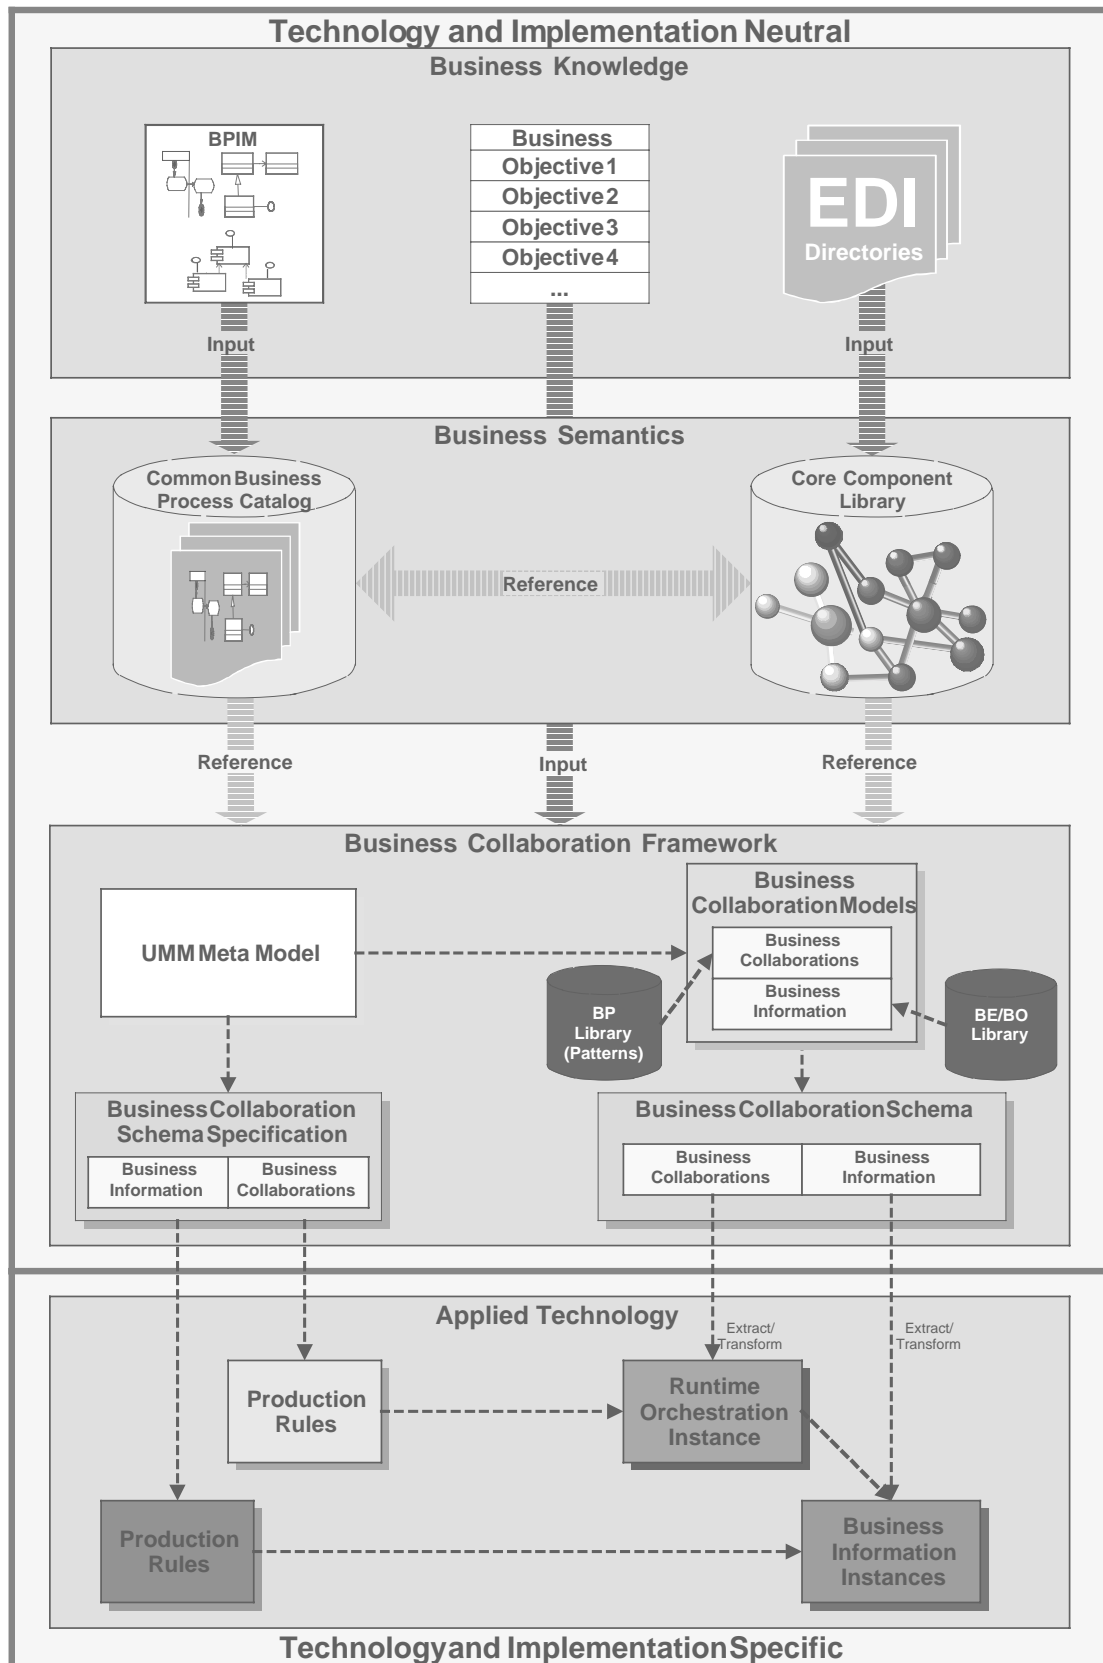 Technology and Implementation Neutral
Business Knowledge
BPIM
Business
Objective 1
Objective 2
Objective 3
Objective 4
...
EDI
Directories
Input
Input
Business Semantics
Common Business
Process Catalog
Core Component
Library
Reference
Reference
Input
Reference
Business Collaboration Framework
UMM Meta Model
Business
Collaboration Models
Business
Collaborations
Business
Information
BP
Library
(Patterns)
BE/BO
Library
Business Collaboration
Schema Specification
Business
Information
Business
Collaborations
Business Collaboration Schema
Business
Collaborations
Business
Information
Applied Technology
Extract/
Transform
Extract/
Transform
Production
Rules
Runtime
Orchestration
Instance
Production
Rules
Business
Information
Instances
Technology and Implementation Specific